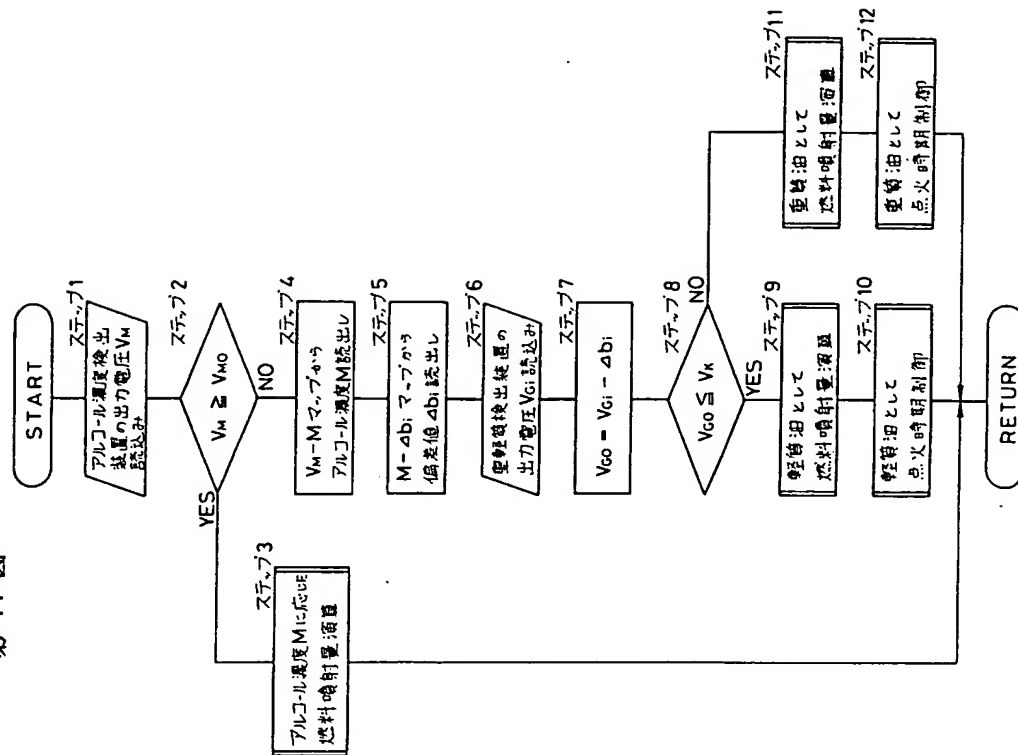 第 11 図
START
ステップ1
アルコール濃度検出
装置の出力電圧VM
読込み
ステップ2
VM ≧ VMO
YES
NO
ステップ3
アルコール濃度Mに応じた
燃料噴射量演算
ステップ4
VM-Mマップから
アルコール濃度M読出し
ステップ5
M-Δbiマップから
偏差値Δbi読出し
ステップ6
重軽質検出装置の
出力電圧VGi読込み
ステップ7
VGO = VGi - Δbi
ステップ8
VGO ≦ VK
NO
YES
ステップ9
軽質油として
燃料噴射量演算
ステップ10
軽質油として
点火時期制御
ステップ11
重質油として
燃料噴射量演算
ステップ12
重質油として
点火時期制御
RETURN